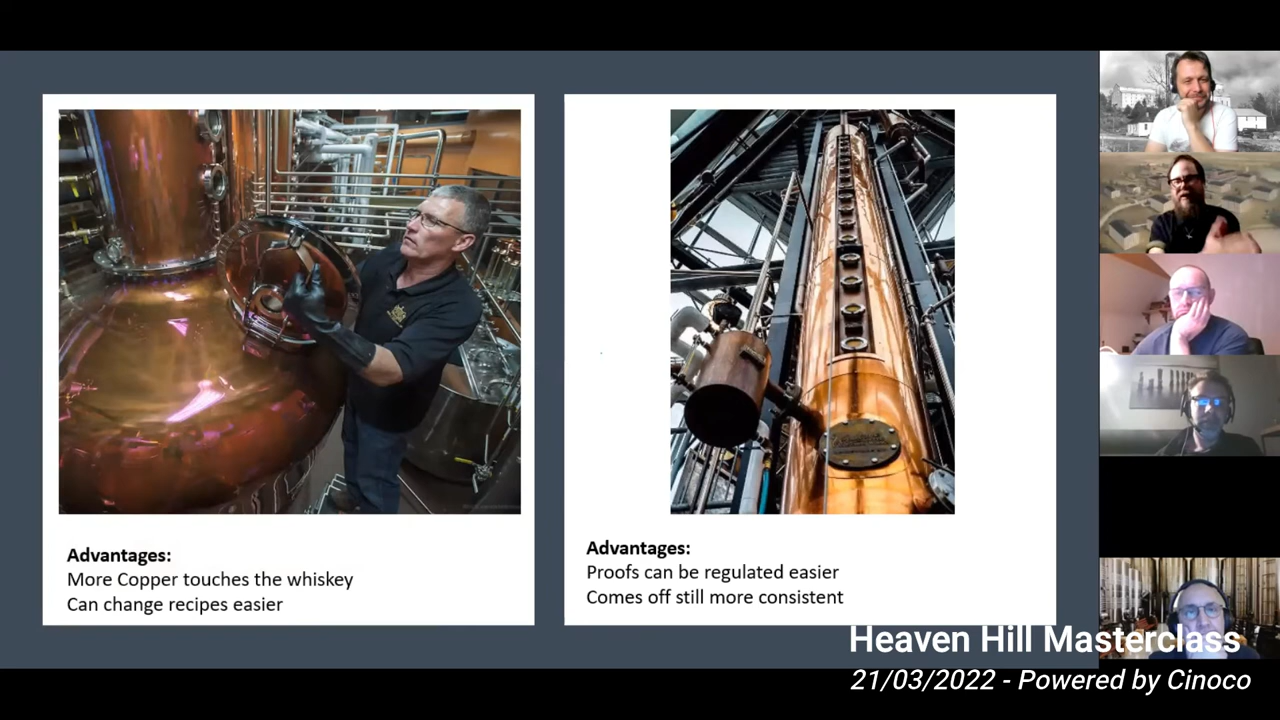 Advantages:
More Copper touches the whiskey
Can change recipes easier
Advantages:
Proofs can be regulated easier
Comes off still more consistent
Heaven Hill Masterclass
21/03/2022 - Powered by Cinoco